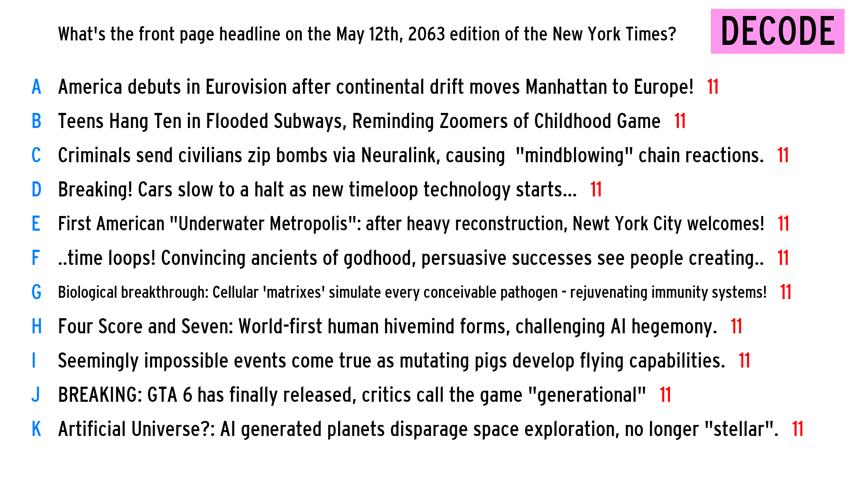 What's the front page headline on the May 12th, 2063 edition of the New York Times?
DECODE
A America debuts in Eurovision after continental drift moves Manhattan to Europe! 11
B Teens Hang Ten in Flooded Subways, Reminding Zoomers of Childhood Game 11
C Criminals send civilians zip bombs via Neuralink, causing "mindblowing" chain reactions. 11
D Breaking! Cars slow to a halt as new timeloop technology starts... 11
E First American "Underwater Metropolis": after heavy reconstruction, Newt York City welcomes! 11
F ..time loops! Convincing ancients of godhood, persuasive successes see people creating.. 11
G Biological breakthrough: Cellular 'matrixes' simulate every conceivable pathogen - rejuvenating immunity systems! 11
H Four Score and Seven: World-first human hivemind forms, challenging AI hegemony. 11
I Seemingly impossible events come true as mutating pigs develop flying capabilities. 11
J BREAKING: GTA 6 has finally released, critics call the game "generational" 11
K Artificial Universe?: AI generated planets disparage space exploration, no longer "stellar". 11